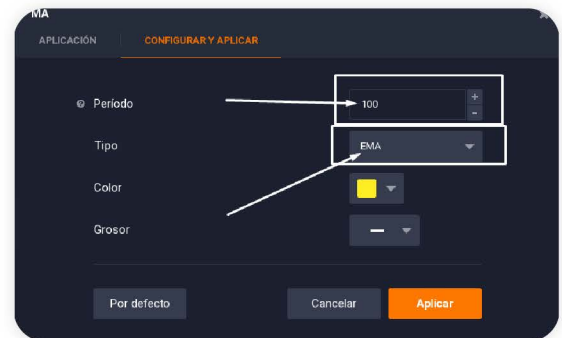 MA
APLICACIÓN
CONFIGURAR Y APLICAR
Período
100
+
-
Tipo
EMA
Color
Grosor
Por defecto
Cancelar
Aplicar